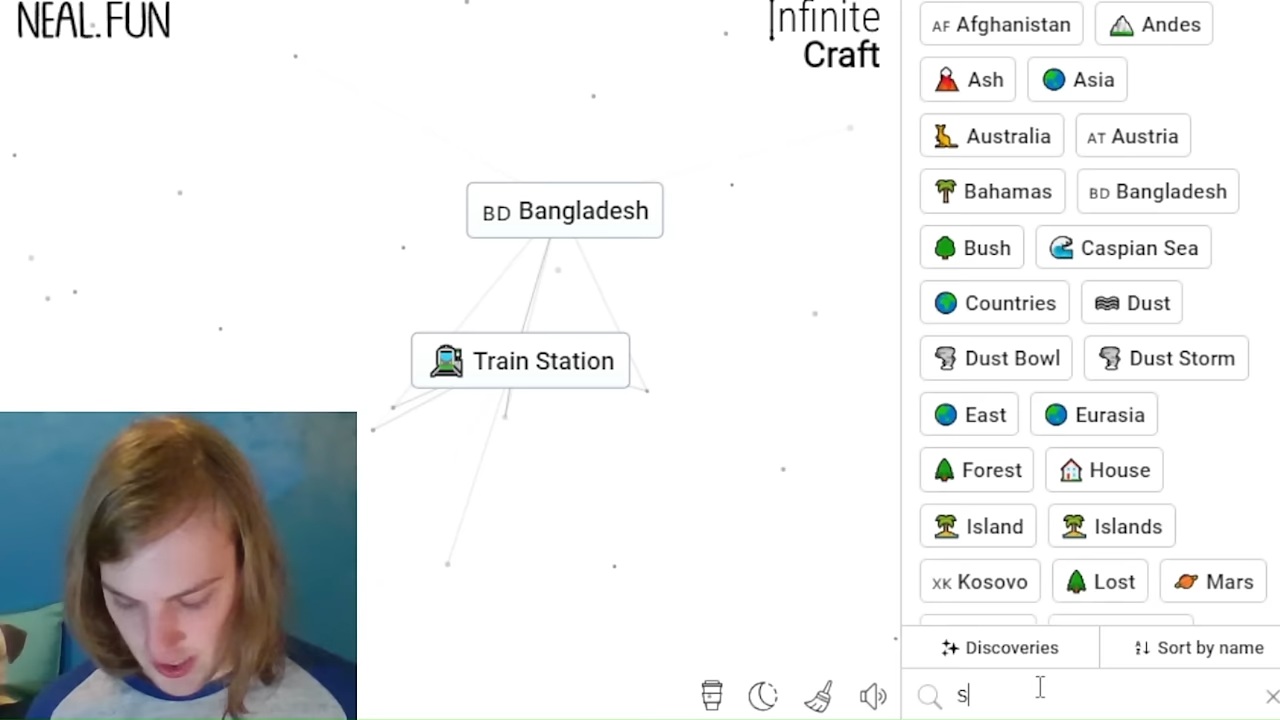 NEAL.FUN
Infinite
Craft
BD Bangladesh
Train Station
AF Afghanistan
Andes
Ash
Asia
Australia
AT Austria
Bahamas
BD Bangladesh
Bush
Caspian Sea
Countries
Dust
Dust Bowl
Dust Storm
East
Eurasia
Forest
House
Island
Islands
XK Kosovo
Lost
Mars
Discoveries
Sort by name
s